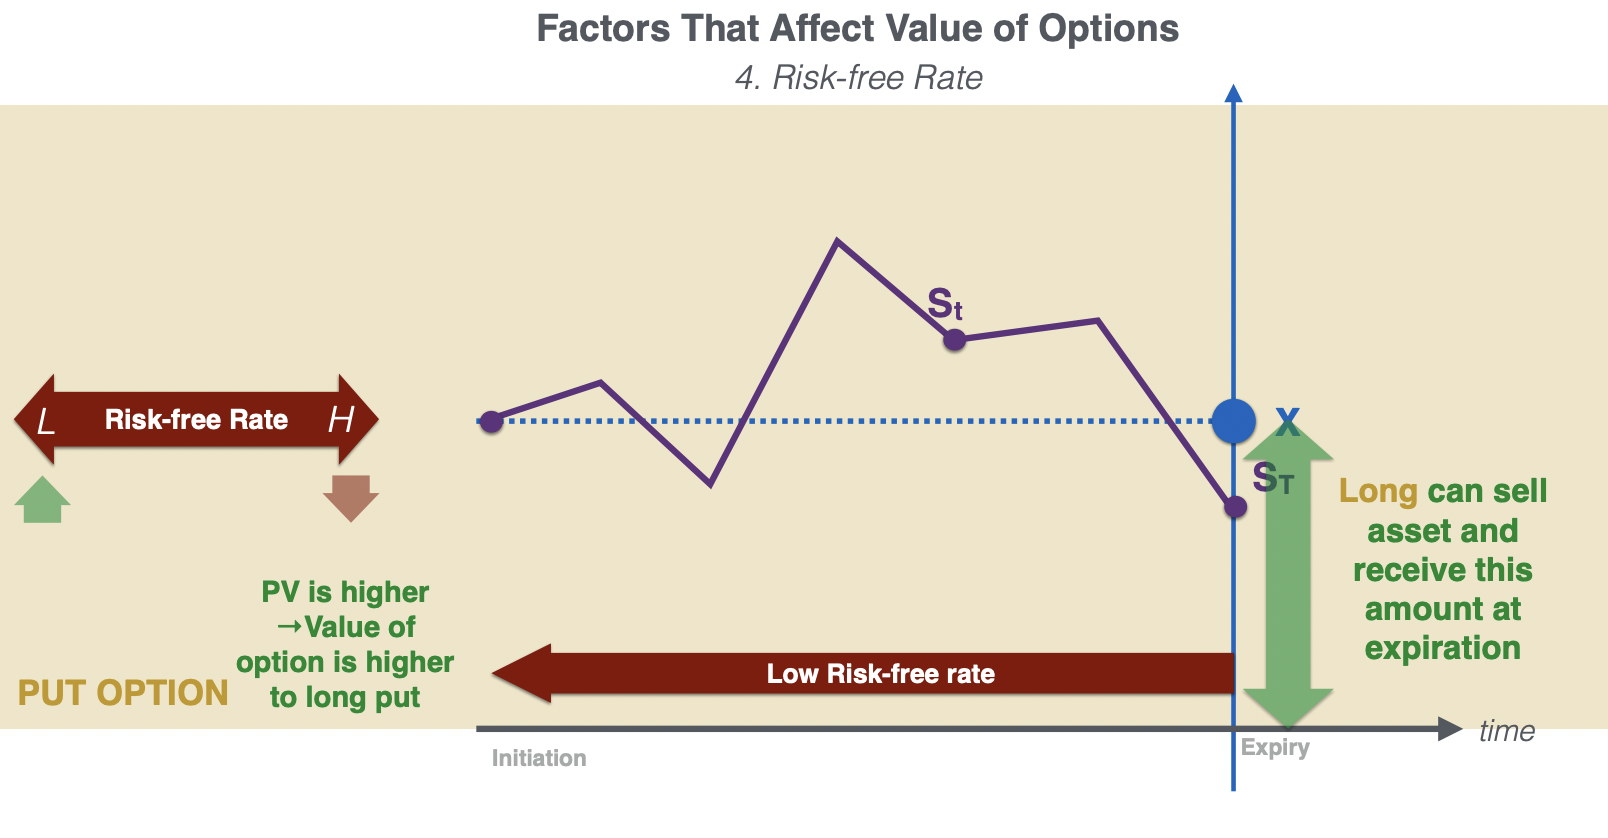 Factors That Affect Value of Options
4. Risk-free Rate
St
L Risk-free Rate H
X
ST
Long can sell
asset and
receive this
amount at
expiration
PV is higher
→Value of
option is higher
to long put
PUT OPTION
Low Risk-free rate
time
Initiation
Expiry